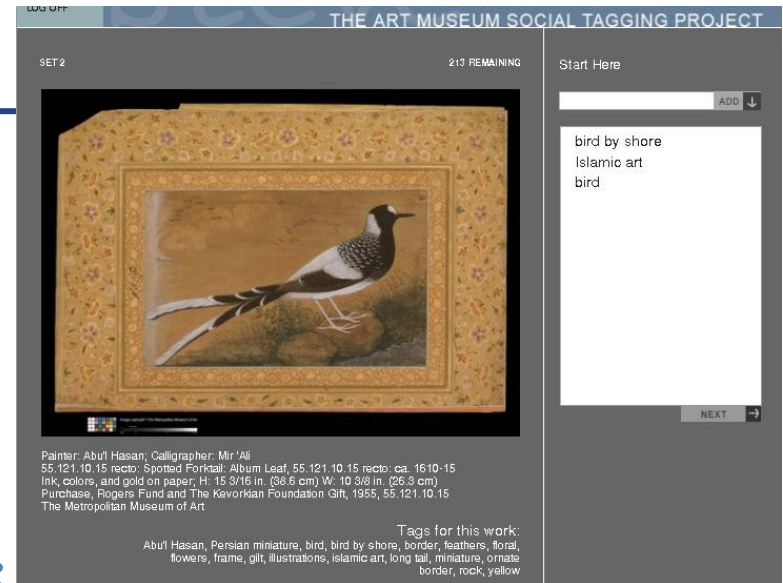 LOG OFF
THE ART MUSEUM SOCIAL TAGGING PROJECT
SET 2
213 REMAINING
Painter: Abu'l Hasan; Calligrapher: Mir 'Ali
55.121.10.15 recto: Spotted Forktail: Album Leaf, 55.121.10.15 recto: ca. 1610-15
Ink, colors, and gold on paper; H: 15 3/16 in. (38.6 cm) W: 10 3/8 in. (26.3 cm)
Purchase, Rogers Fund and The Kevorkian Foundation Gift, 1955, 55.121.10.15
The Metropolitan Museum of Art
Tags for this work:
Abu'l Hasan, Persian miniature, bird, bird by shore, border, feathers, floral,
flowers, frame, gilt, illustrations, islamic art, long tail, miniature, ornate
border, rock, yellow
Start Here
ADD
bird by shore
Islamic art
bird
NEXT